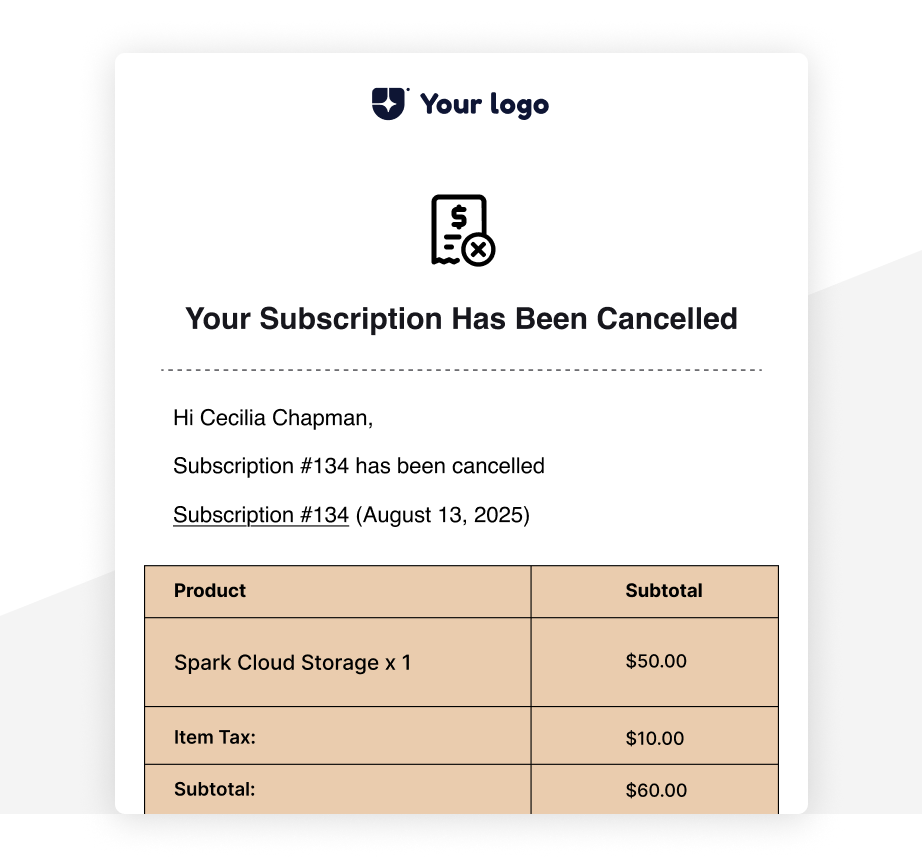 Your logo
$
Your Subscription Has Been Cancelled
Hi Cecilia Chapman,
Subscription #134 has been cancelled
Subscription #134 (August 13, 2025)
Product Subtotal
Spark Cloud Storage x 1 $50.00
Item Tax: $10.00
Subtotal: $60.00